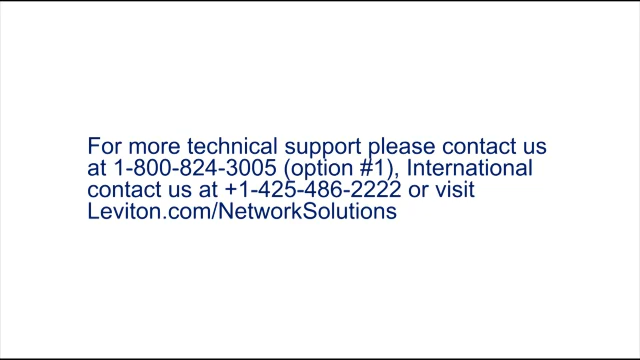 For more technical support please contact us
at 1-800-824-3005 (option #1), International
contact us at +1-425-486-2222 or visit
Leviton.com/NetworkSolutions